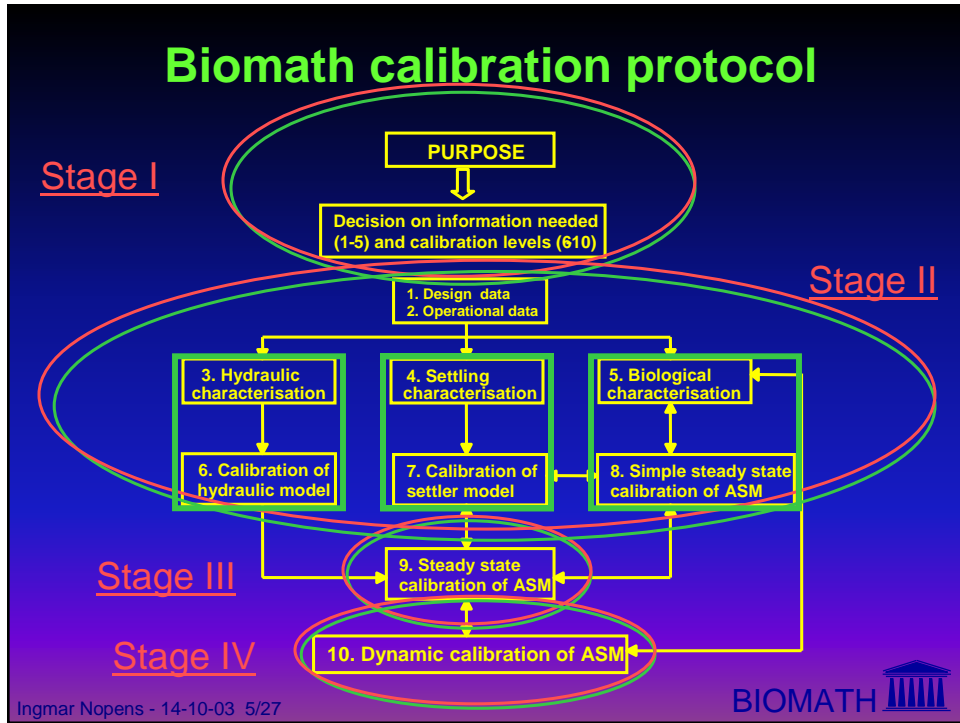 Biomath calibration protocol
Stage I
PURPOSE
Decision on information needed
(1-5) and calibration levels (610)
Stage II
1. Design data
2. Operational data
3. Hydraulic
characterisation
4. Settling
characterisation
5. Biological
characterisation
6. Calibration of
hydraulic model
7. Calibration of
settler model
8. Simple steady state
calibration of ASM
Stage III
9. Steady state
calibration of ASM
Stage IV
10. Dynamic calibration of ASM
Ingmar Nopens - 14-10-03 5/27
BIOMATH